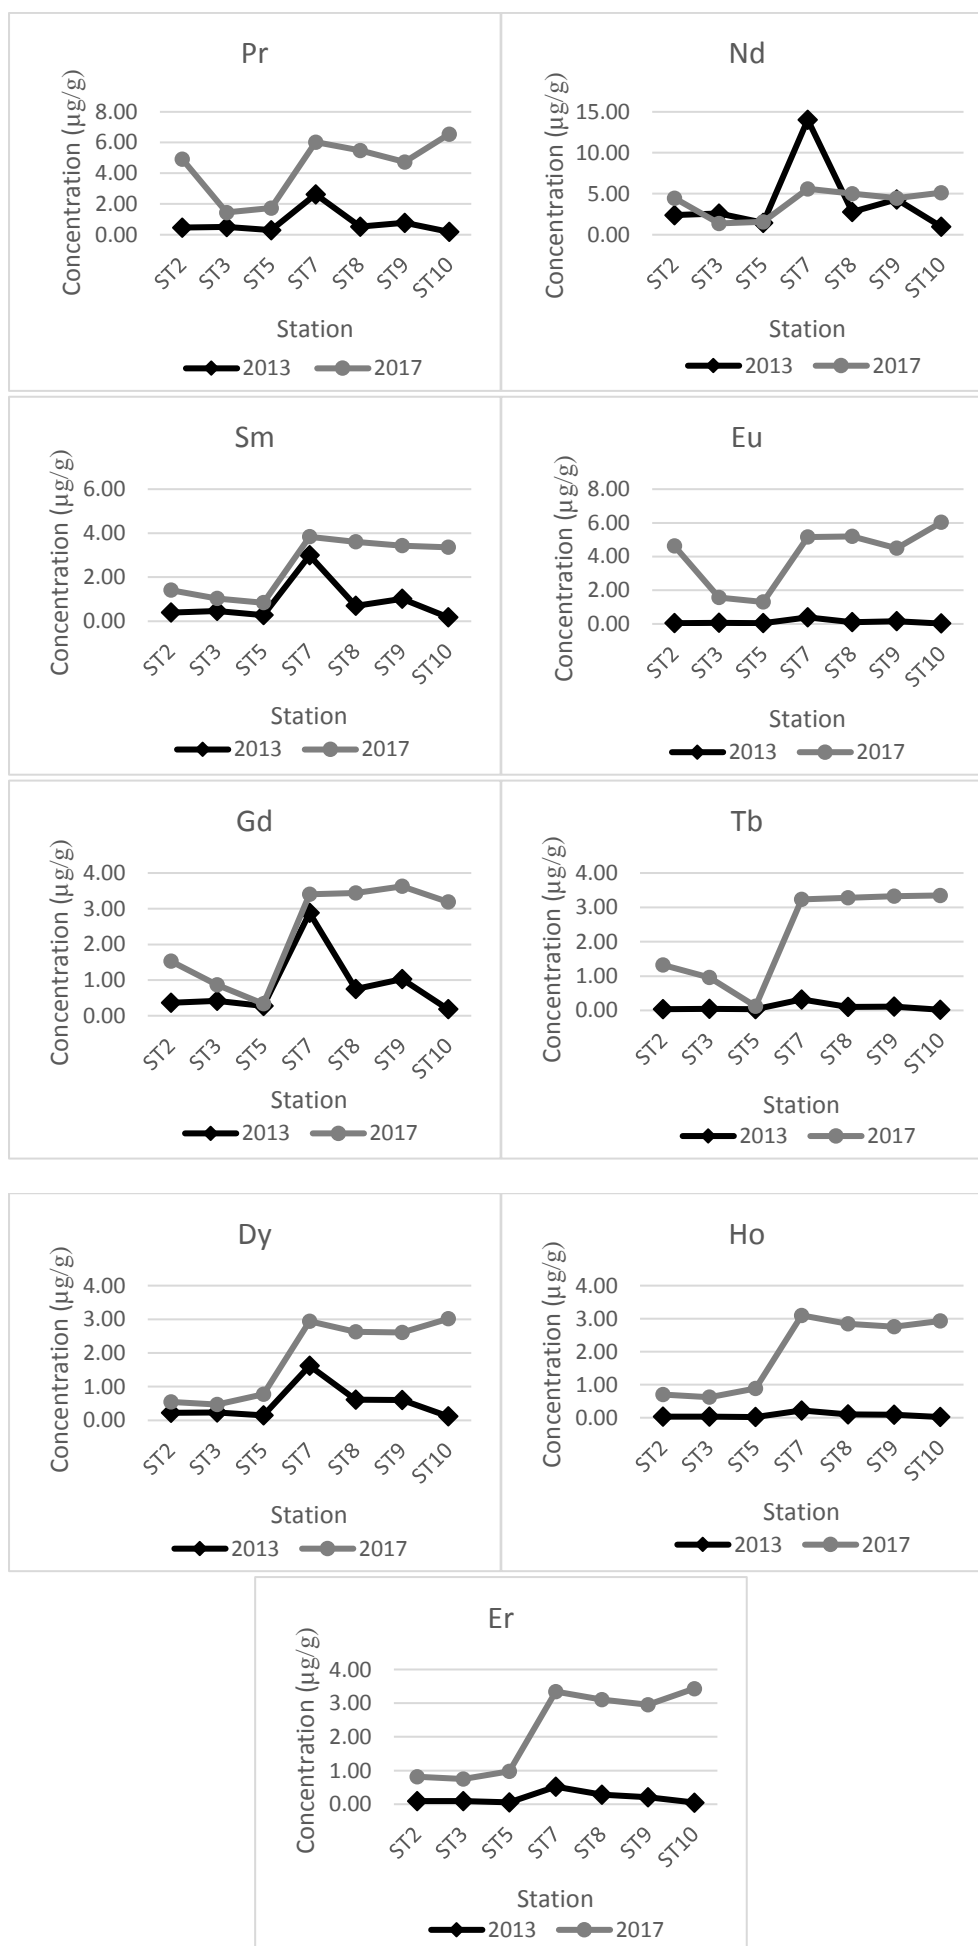 Pr
Concentration (µg/g)
8.00
6.00
4.00
2.00
0.00
ST2 ST3 ST5 ST7 ST8 ST9 ST10
Station
2013 2017
Nd
Concentration (µg/g)
15.00
10.00
5.00
0.00
ST2 ST3 ST5 ST7 ST8 ST9 ST10
Station
2013 2017
Sm
Concentration (µg/g)
6.00
4.00
2.00
0.00
ST2 ST3 ST5 ST7 ST8 ST9 ST10
Station
2013 2017
Eu
Concentration (µg/g)
8.00
6.00
4.00
2.00
0.00
ST2 ST3 ST5 ST7 ST8 ST9 ST10
Station
2013 2017
Gd
Concentration (µg/g)
4.00
3.00
2.00
1.00
0.00
ST2 ST3 ST5 ST7 ST8 ST9 ST10
Station
2013 2017
Tb
Concentration (µg/g)
4.00
3.00
2.00
1.00
0.00
ST2 ST3 ST5 ST7 ST8 ST9 ST10
Station
2013 2017
Dy
Concentration (µg/g)
4.00
3.00
2.00
1.00
0.00
ST2 ST3 ST5 ST7 ST8 ST9 ST10
Station
2013 2017
Ho
Concentration (µg/g)
4.00
3.00
2.00
1.00
0.00
ST2 ST3 ST5 ST7 ST8 ST9 ST10
Station
2013 2017
Er
Concentration (µg/g)
4.00
3.00
2.00
1.00
0.00
ST2 ST3 ST5 ST7 ST8 ST9 ST10
Station
2013 2017